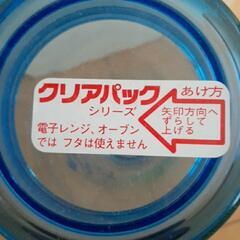 クリアパック
シリーズ
電子レンジ、オーブン
では フタは使えません
あけ方
矢印方向へ
ずらして
上げる